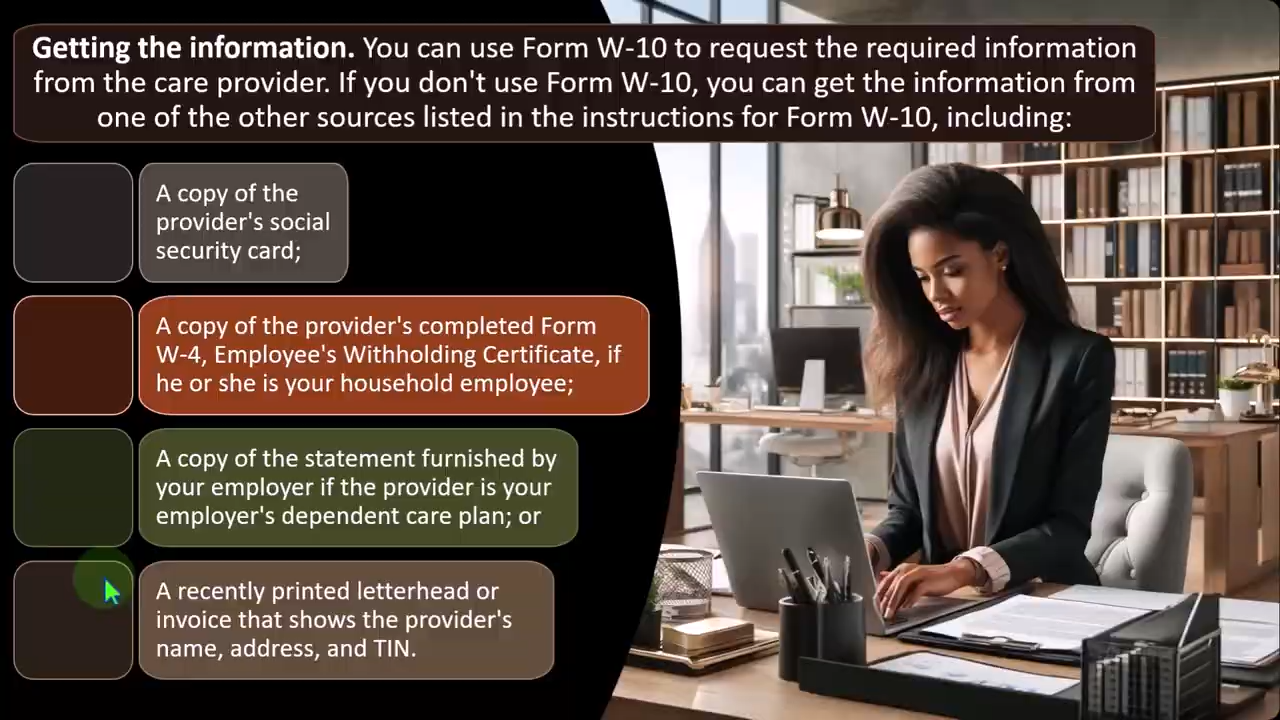 Getting the information. You can use Form W-10 to request the required information
from the care provider. If you don't use Form W-10, you can get the information from
one of the other sources listed in the instructions for Form W-10, including:
A copy of the
provider's social
security card;
A copy of the provider's completed Form
W-4, Employee's Withholding Certificate, if
he or she is your household employee;
A copy of the statement furnished by
your employer if the provider is your
employer's dependent care plan; or
A recently printed letterhead or
invoice that shows the provider's
name, address, and TIN.